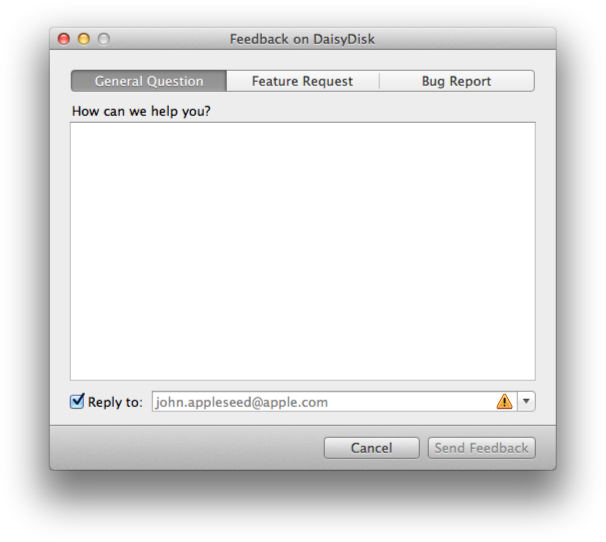 Feedback on DaisyDisk
General Question Feature Request Bug Report
How can we help you?
Reply to: john.appleseed@apple.com
Cancel Send Feedback